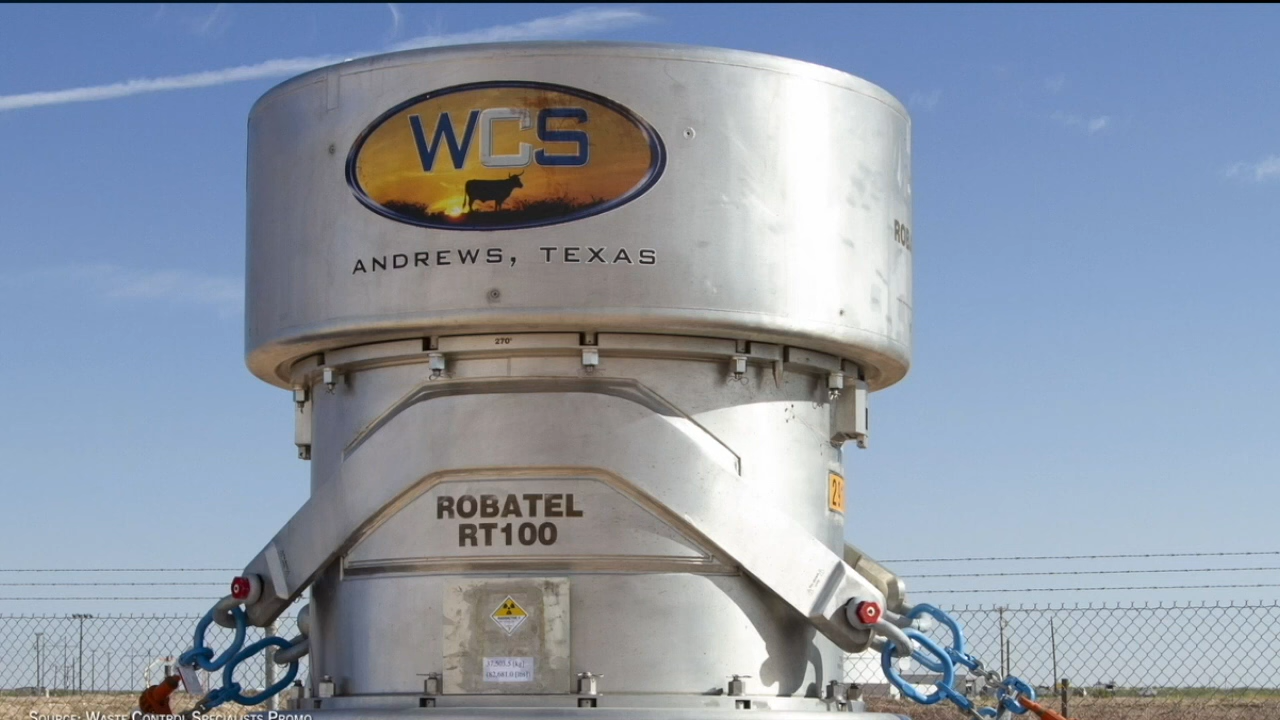 WCS
ANDREWS, TEXAS
270°
ROBATEL
RT100
SOURCE: WASTE CONTROL SPECIALISTS PROMO